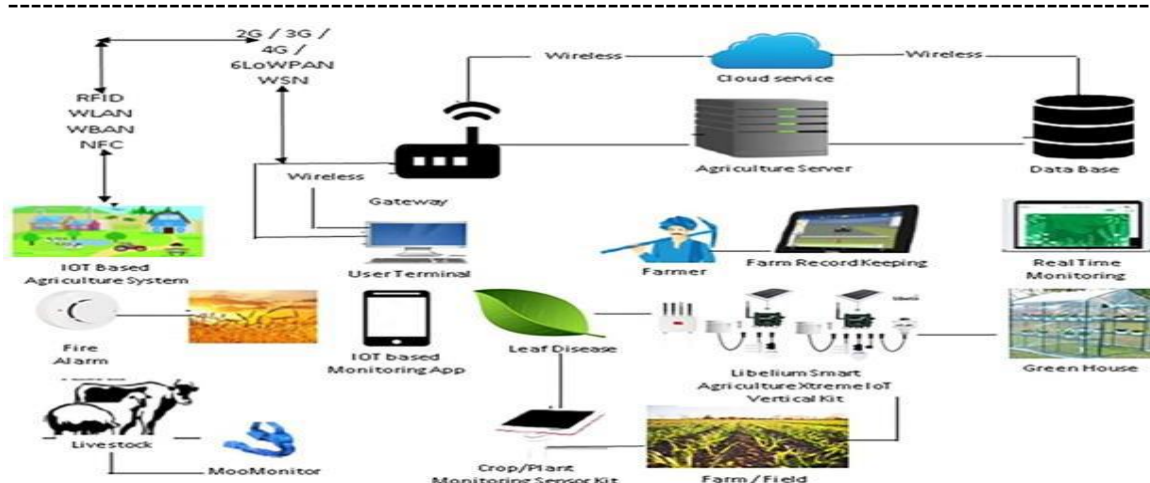 2G / 3G /
4G /
6LoWPAN
WSN
Wireless
Wireless
Cloud service
RFID
WLAN
WBAN
NFC
Wireless
Gateway
Agriculture Server
Data Base
IOT Based
Agriculture System
User Terminal
Farmer
Farm Record Keeping
Real Time
Monitoring
Fire
Alarm
IOT based
Monitoring App
Leaf Disease
Libelium Smart
Agriculture Xtreme IoT
Vertical Kit
Green House
Livestock
MooMonitor
Crop/Plant
Monitoring Sensor Kit
Farm / Field